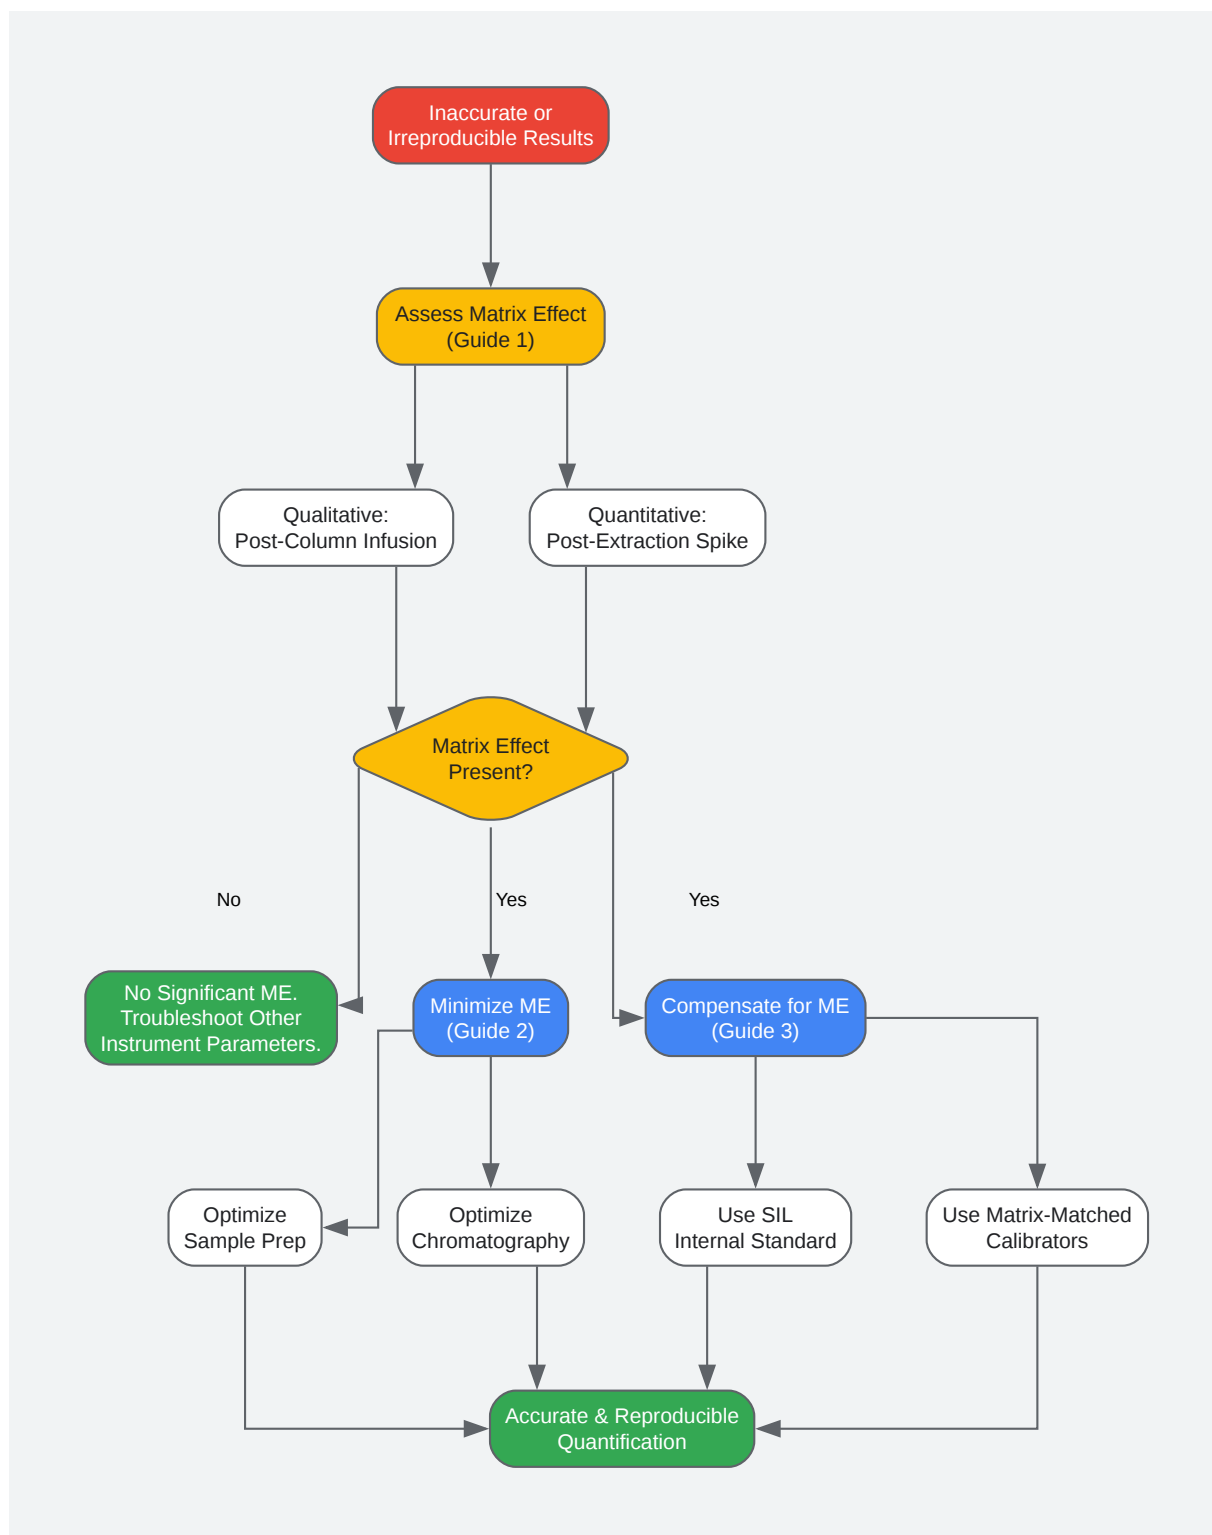 Inaccurate or
Irreproducible Results
Assess Matrix Effect
(Guide 1)
Qualitative:
Post-Column Infusion
Quantitative:
Post-Extraction Spike
Matrix Effect
Present?
No
Yes
Yes
No Significant ME.
Troubleshoot Other
Instrument Parameters.
Minimize ME
(Guide 2)
Compensate for ME
(Guide 3)
Optimize
Sample Prep
Optimize
Chromatography
Use SIL
Internal Standard
Use Matrix-Matched
Calibrators
Accurate & Reproducible
Quantification